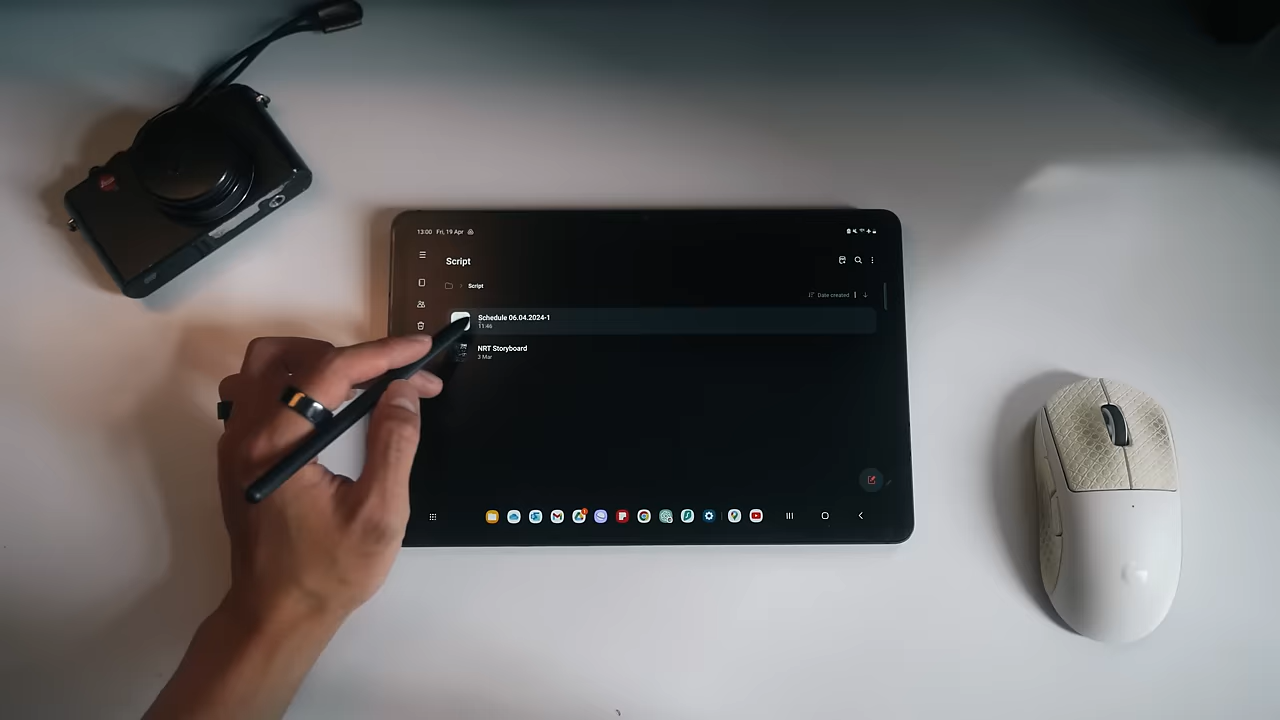 13:00 Fri, 19 Apr
Script
Script
Date created
Schedule 06.04.2024-1
11:46
NRT Storyboard
3 Mar